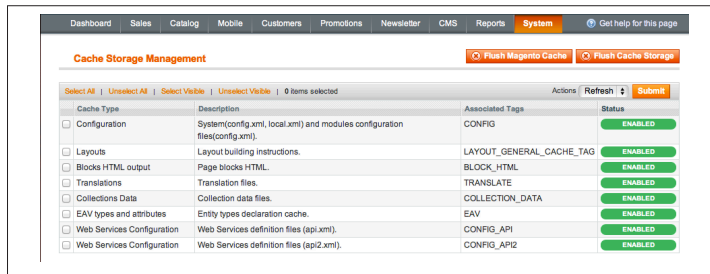 Dashboard Sales Catalog Mobile Customers Promotions Newsletter CMS Reports System Get help for this page
Cache Storage Management Flush Magento Cache Flush Cache Storage
Select All | Unselect All | Select Visible | Unselect Visible | 0 items selected Actions Refresh Submit
Cache Type Description Associated Tags Status
Configuration System(config.xml, local.xml) and modules configuration CONFIG ENABLED
files(config.xml).
Layouts Layout building instructions. LAYOUT_GENERAL_CACHE_TAG ENABLED
Blocks HTML output Page blocks HTML. BLOCK_HTML ENABLED
Translations Translation files. TRANSLATE ENABLED
Collections Data Collection data files. COLLECTION_DATA ENABLED
EAV types and attributes Entity types declaration cache. EAV ENABLED
Web Services Configuration Web Services definition files (api.xml). CONFIG_API ENABLED
Web Services Configuration Web Services definition files (api2.xml). CONFIG_API2 ENABLED